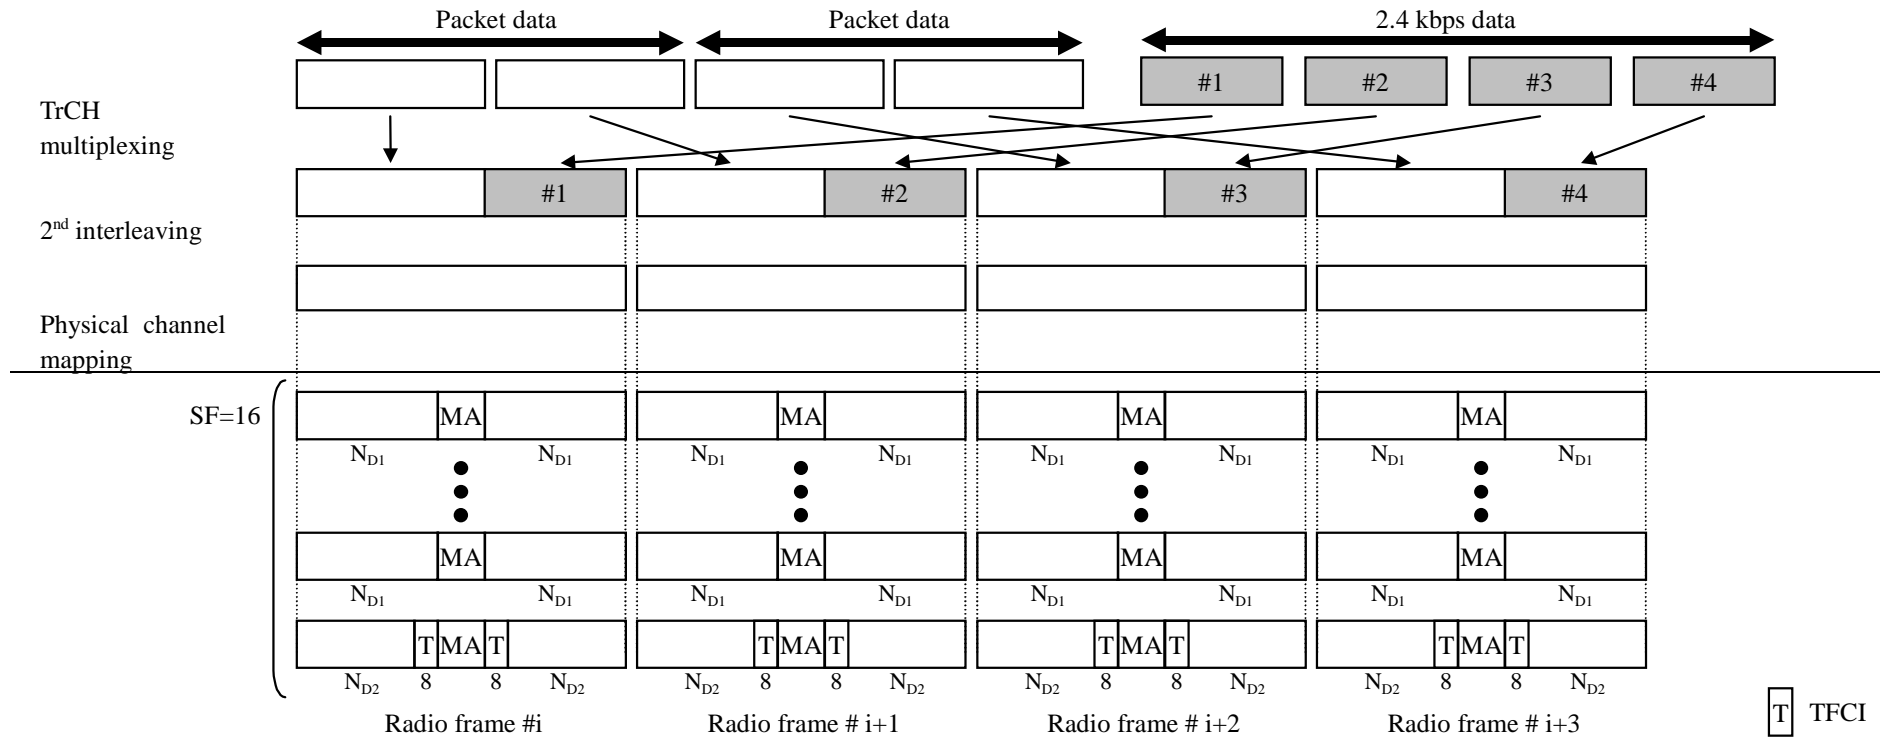 Packet data Packet data 2.4 kbps data
#1 #2 #3 #4
TrCH
multiplexing
#1 #2 #3 #4
2nd interleaving
Physical channel
mapping
SF=16
MA MA MA MA
ND1 ND1 ND1 ND1 ND1 ND1 ND1 ND1
MA MA MA MA
ND1 ND1 ND1 ND1 ND1 ND1 ND1 ND1
T MA T T MA T T MA T T MA T
ND2 8 8 ND2 ND2 8 8 ND2 ND2 8 8 ND2 ND2 8 8 ND2
Radio frame #i Radio frame # i+1 Radio frame # i+2 Radio frame # i+3
T TFCI